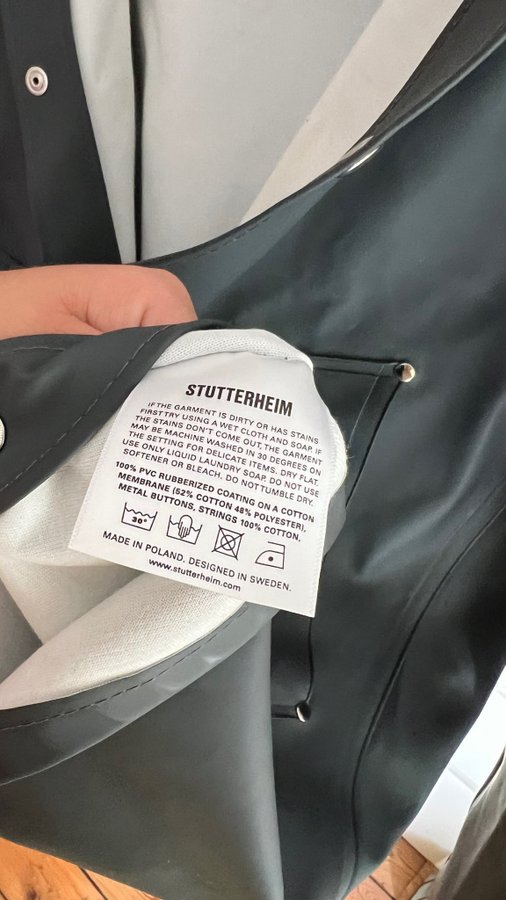 STUTTERHEIM
IF THE GARMENT IS DIRTY OR HAS STAINS
FIRST TRY USING A WET CLOTH AND SOAP. IF
THE STAINS DON'T COME OUT, THE GARMENT
MAY BE MACHINE WASHED IN 30 DEGREES ON
THE SETTING FOR DELICATE ITEMS. DRY FLAT.
USE ONLY LIQUID LAUNDRY SOAP. DO NOT USE
SOFTENER OR BLEACH. DO NOT TUMBLE DRY.
100% PVC RUBBERIZED COATING ON A COTTON
MEMBRANE (52% COTTON 48% POLYESTER),
METAL BUTTONS, STRINGS 100% COTTON.
30°
MADE IN POLAND. DESIGNED IN SWEDEN.
www.stutterheim.com